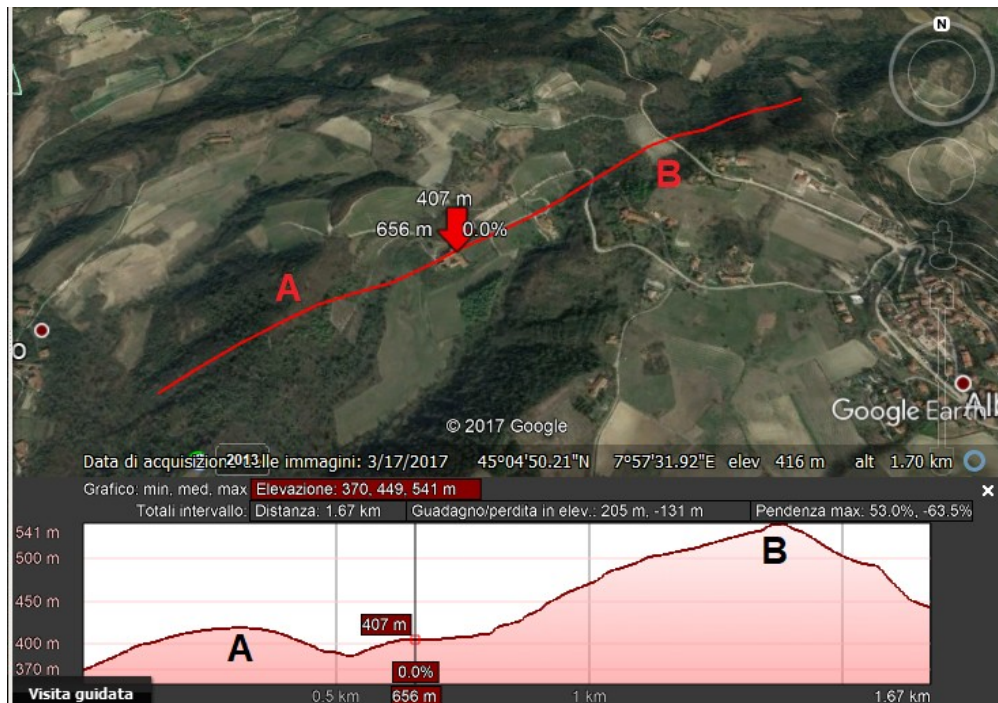 N
B
407 m
656 m 0.0%
A
O
© 2017 Google
Google Earth
2013
Data di acquisizione delle immagini: 3/17/2017 45°04'50.21"N 7°57'31.92"E elev 416 m alt 1.70 km
Grafico: min, med, max Elevazione: 370, 449, 541 m
Totali intervallo: Distanza: 1.67 km Guadagno/perdita in elev.: 205 m, -131 m Pendenza max: 53.0%, -63.5%
541 m
500 m
450 m
400 m
370 m
B
407 m
A
0.0%
Visita guidata 0.5 km 656 m 1 km 1.67 km